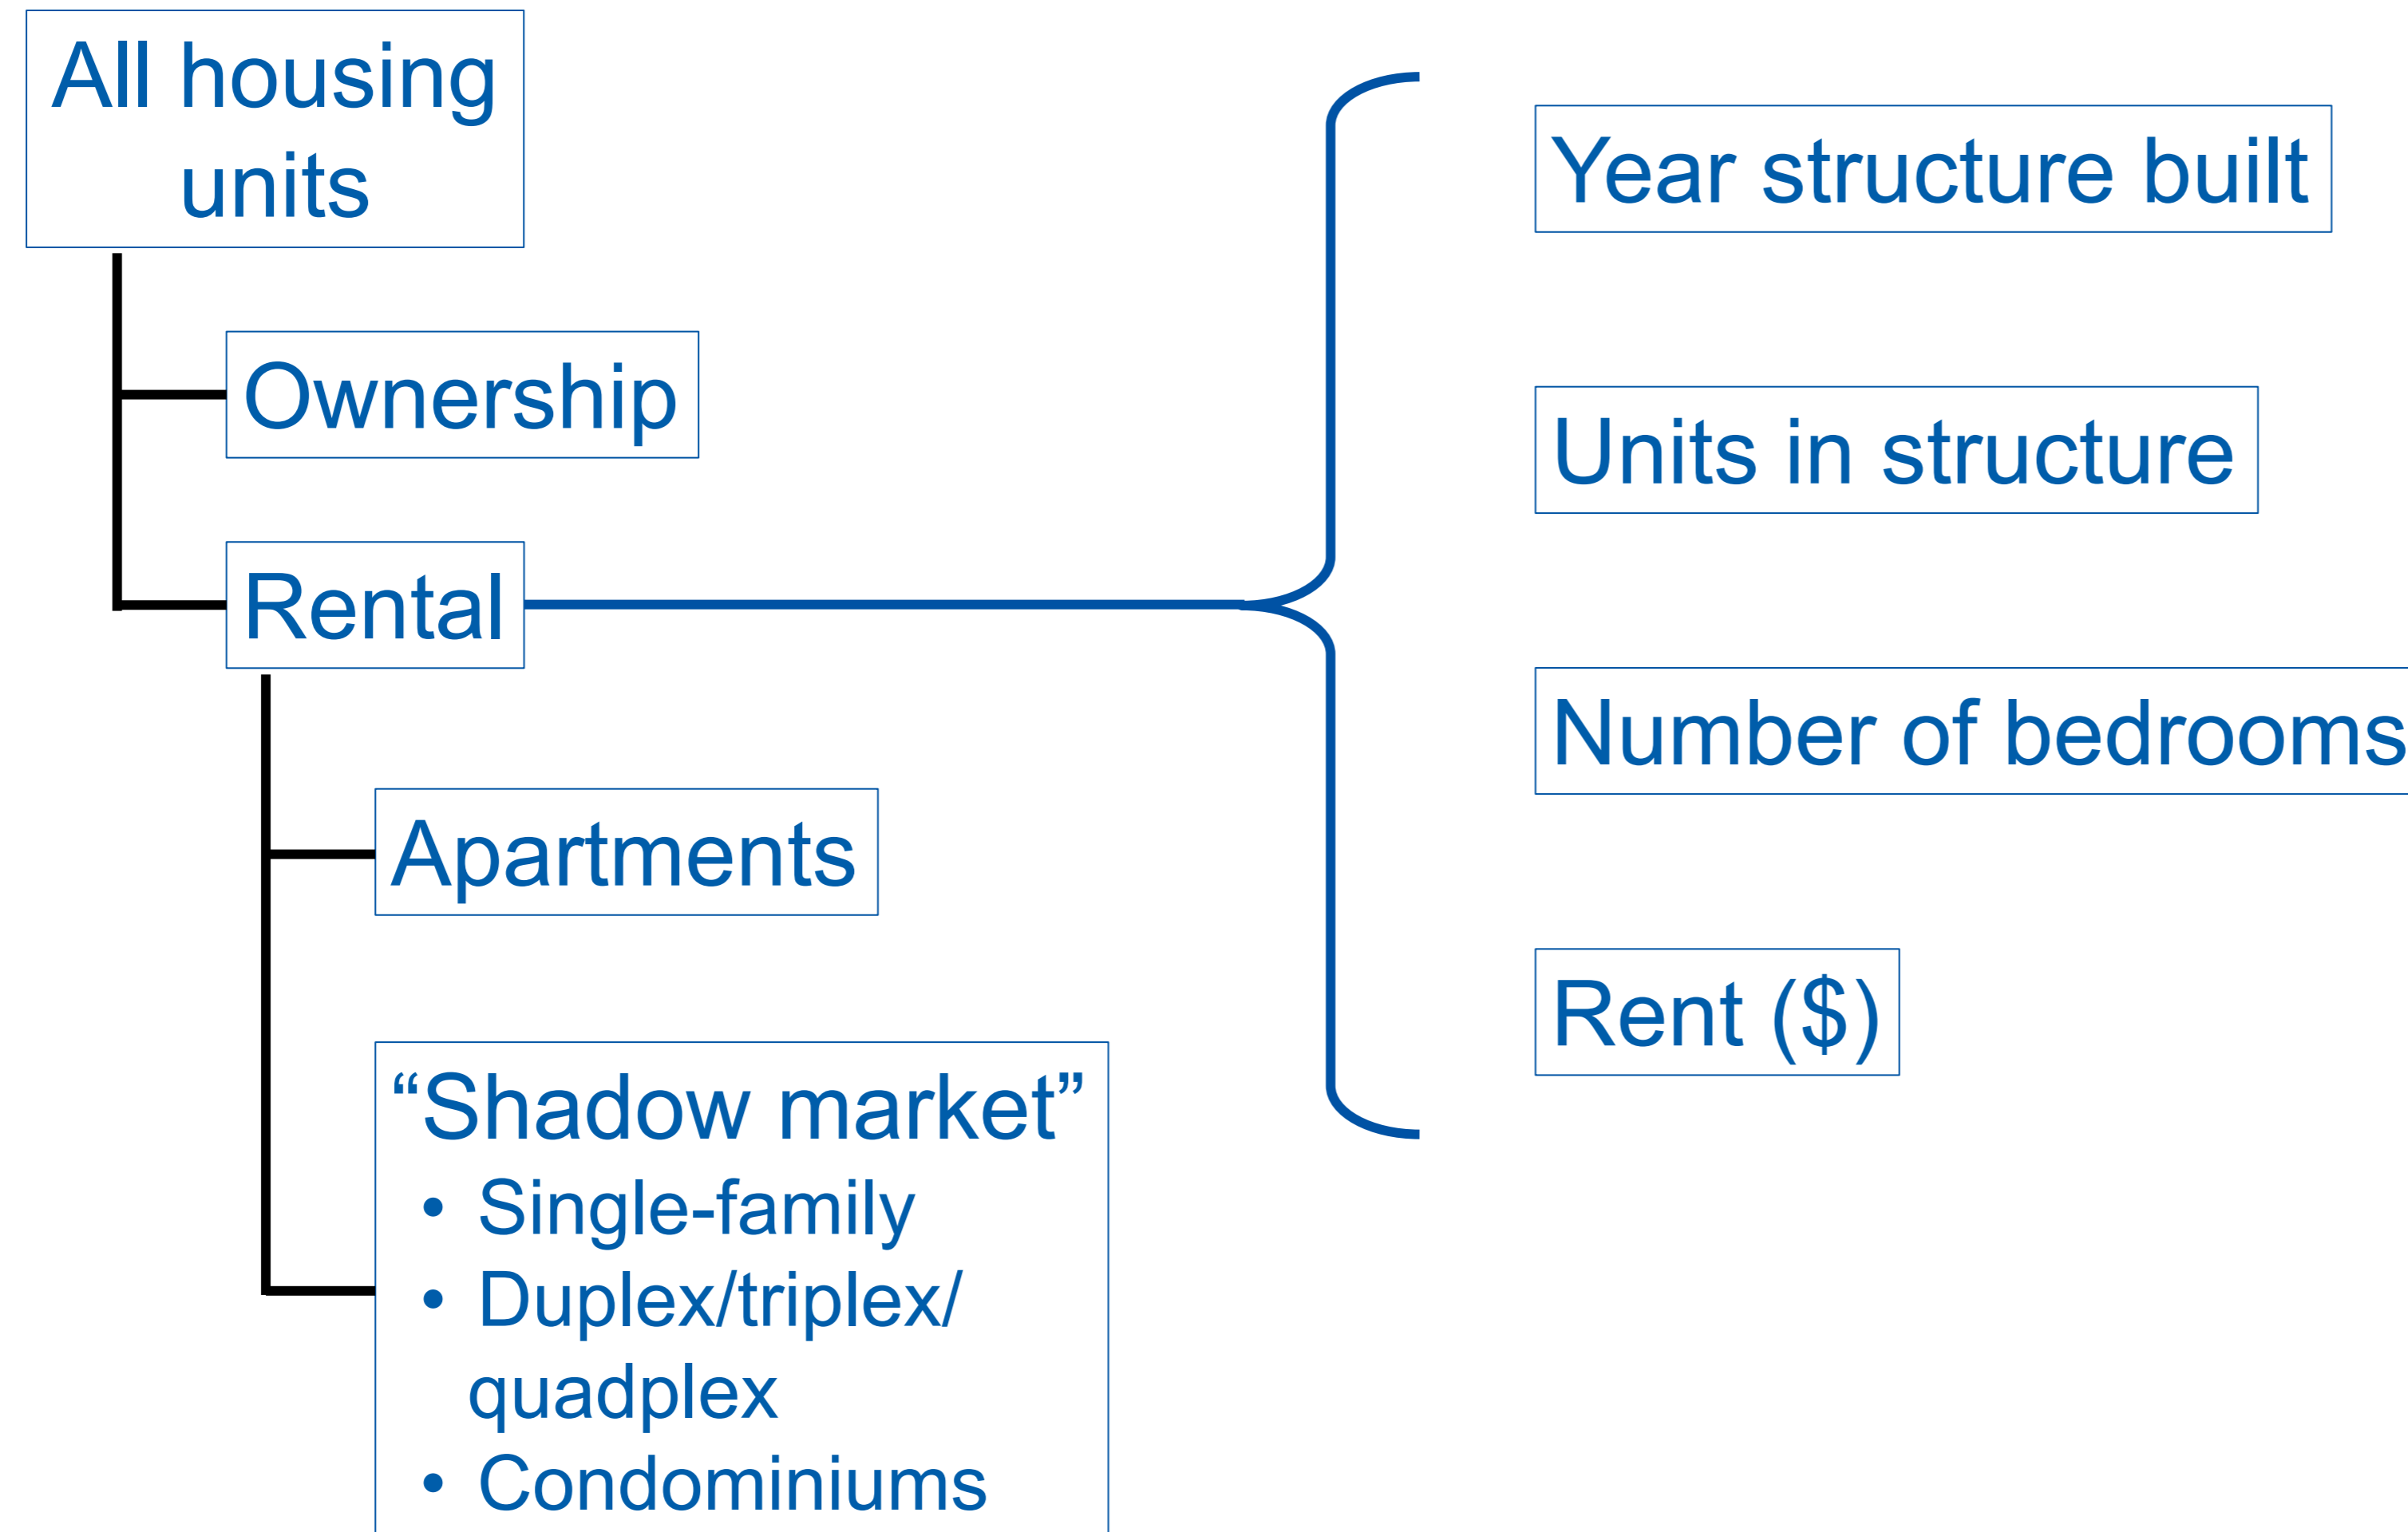 All housing
units
Ownership
Rental
Apartments
“Shadow market”
• Single-family
• Duplex/triplex/
quadplex
• Condominiums
Year structure built
Units in structure
Number of bedrooms
Rent ($)